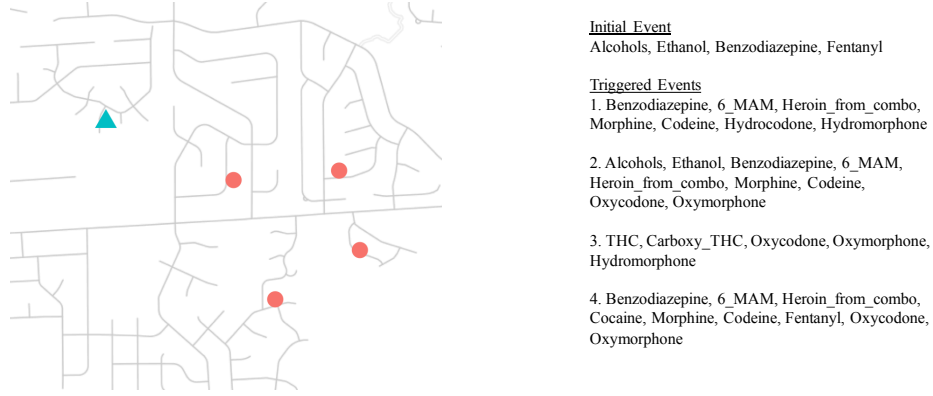 Initial Event
Alcohols, Ethanol, Benzodiazepine, Fentanyl
Triggered Events
1. Benzodiazepine, 6_MAM, Heroin_from_combo,
Morphine, Codeine, Hydrocodone, Hydromorphone
2. Alcohols, Ethanol, Benzodiazepine, 6_MAM,
Heroin_from_combo, Morphine, Codeine,
Oxycodone, Oxymorphone
3. THC, Carboxy_THC, Oxycodone, Oxymorphone,
Hydromorphone
4. Benzodiazepine, 6_MAM, Heroin_from_combo,
Cocaine, Morphine, Codeine, Fentanyl, Oxycodone,
Oxymorphone